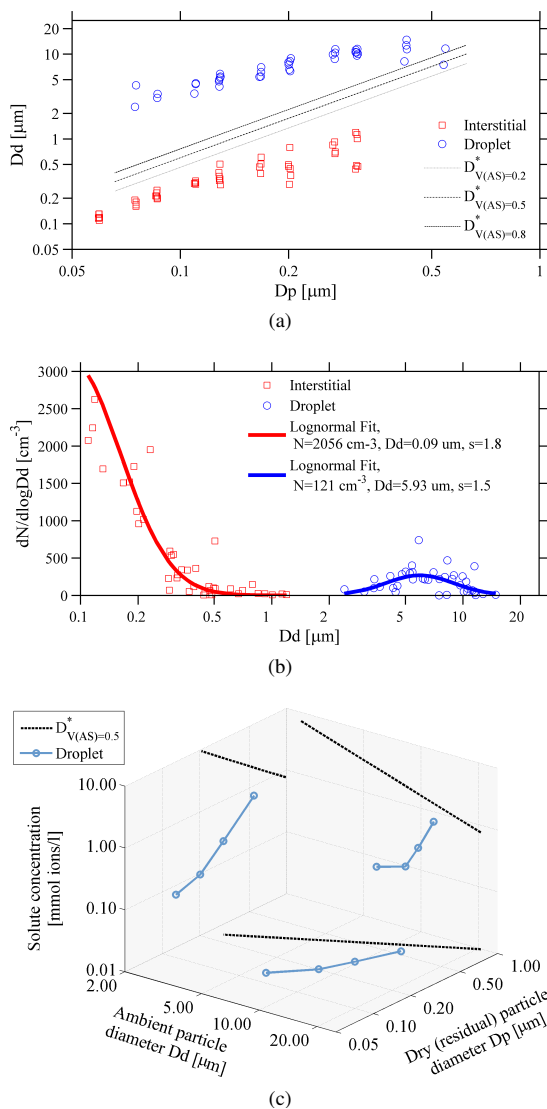 20
10
5
2
1
0.5
0.2
0.1
0.05
Dd [μm]
Interstitial
Droplet
D*V(AS)=0.2
D*V(AS)=0.5
D*V(AS)=0.8
0.05 0.1 0.2 0.5 1
Dp [μm]
(a)
3000
2500
2000
1500
1000
500
0
dN/dlogDd [cm-3]
Interstitial
Droplet
Lognormal Fit,
N=2056 cm-3, Dd=0.09 um, s=1.8
Lognormal Fit,
N=121 cm-3, Dd=5.93 um, s=1.5
0.1 0.2 0.5 1 2 5 10 20
Dd [μm]
(b)
D*V(AS)=0.5
Droplet
10.00
1.00
0.10
0.01
Solute concentration
[mmol ions/l]
2.00 5.00 10.00 20.00
Ambient particle
diameter Dd [μm]
0.05 0.10 0.20 0.50 1.00
Dry (residual) particle
diameter Dp [μm]
(c)